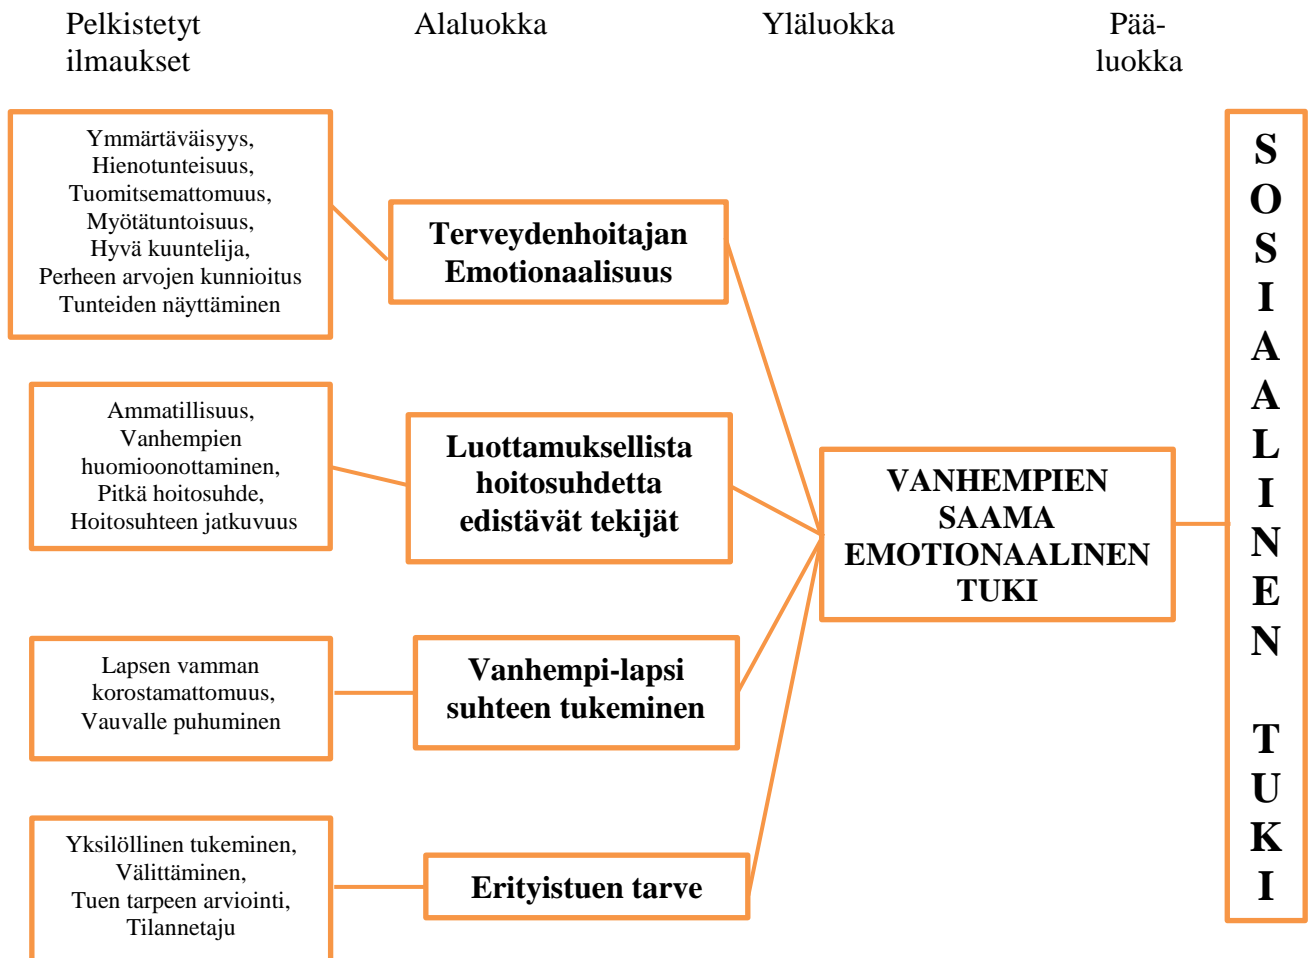 Pelkistetyt
ilmaukset
Alaluokka
Yläluokka
Pää-
luokka
Ymmärtäväisyys,
Hienotunteisuus,
Tuomitsemattomuus,
Myötätuntoisuus,
Hyvä kuuntelija,
Perheen arvojen kunnioitus
Tunteiden näyttäminen
Terveydenhoitajan
Emotionaalisuus
Ammatillisuus,
Vanhempien
huomioonottaminen,
Pitkä hoitosuhde,
Hoitosuhteen jatkuvuus
Luottamuksellista
hoitosuhdetta
edistävät tekijät
Lapsen vamman
korostamattomuus,
Vauvalle puhuminen
Vanhempi-lapsi
suhteen tukeminen
Yksilöllinen tukeminen,
Välittäminen,
Tuen tarpeen arviointi,
Tilannetaju
Erityistuen tarve
VANHEMPIEN
SAAMA
EMOTIONAALINEN
TUKI
S
O
S
I
A
A
L
I
N
E
N
T
U
K
I